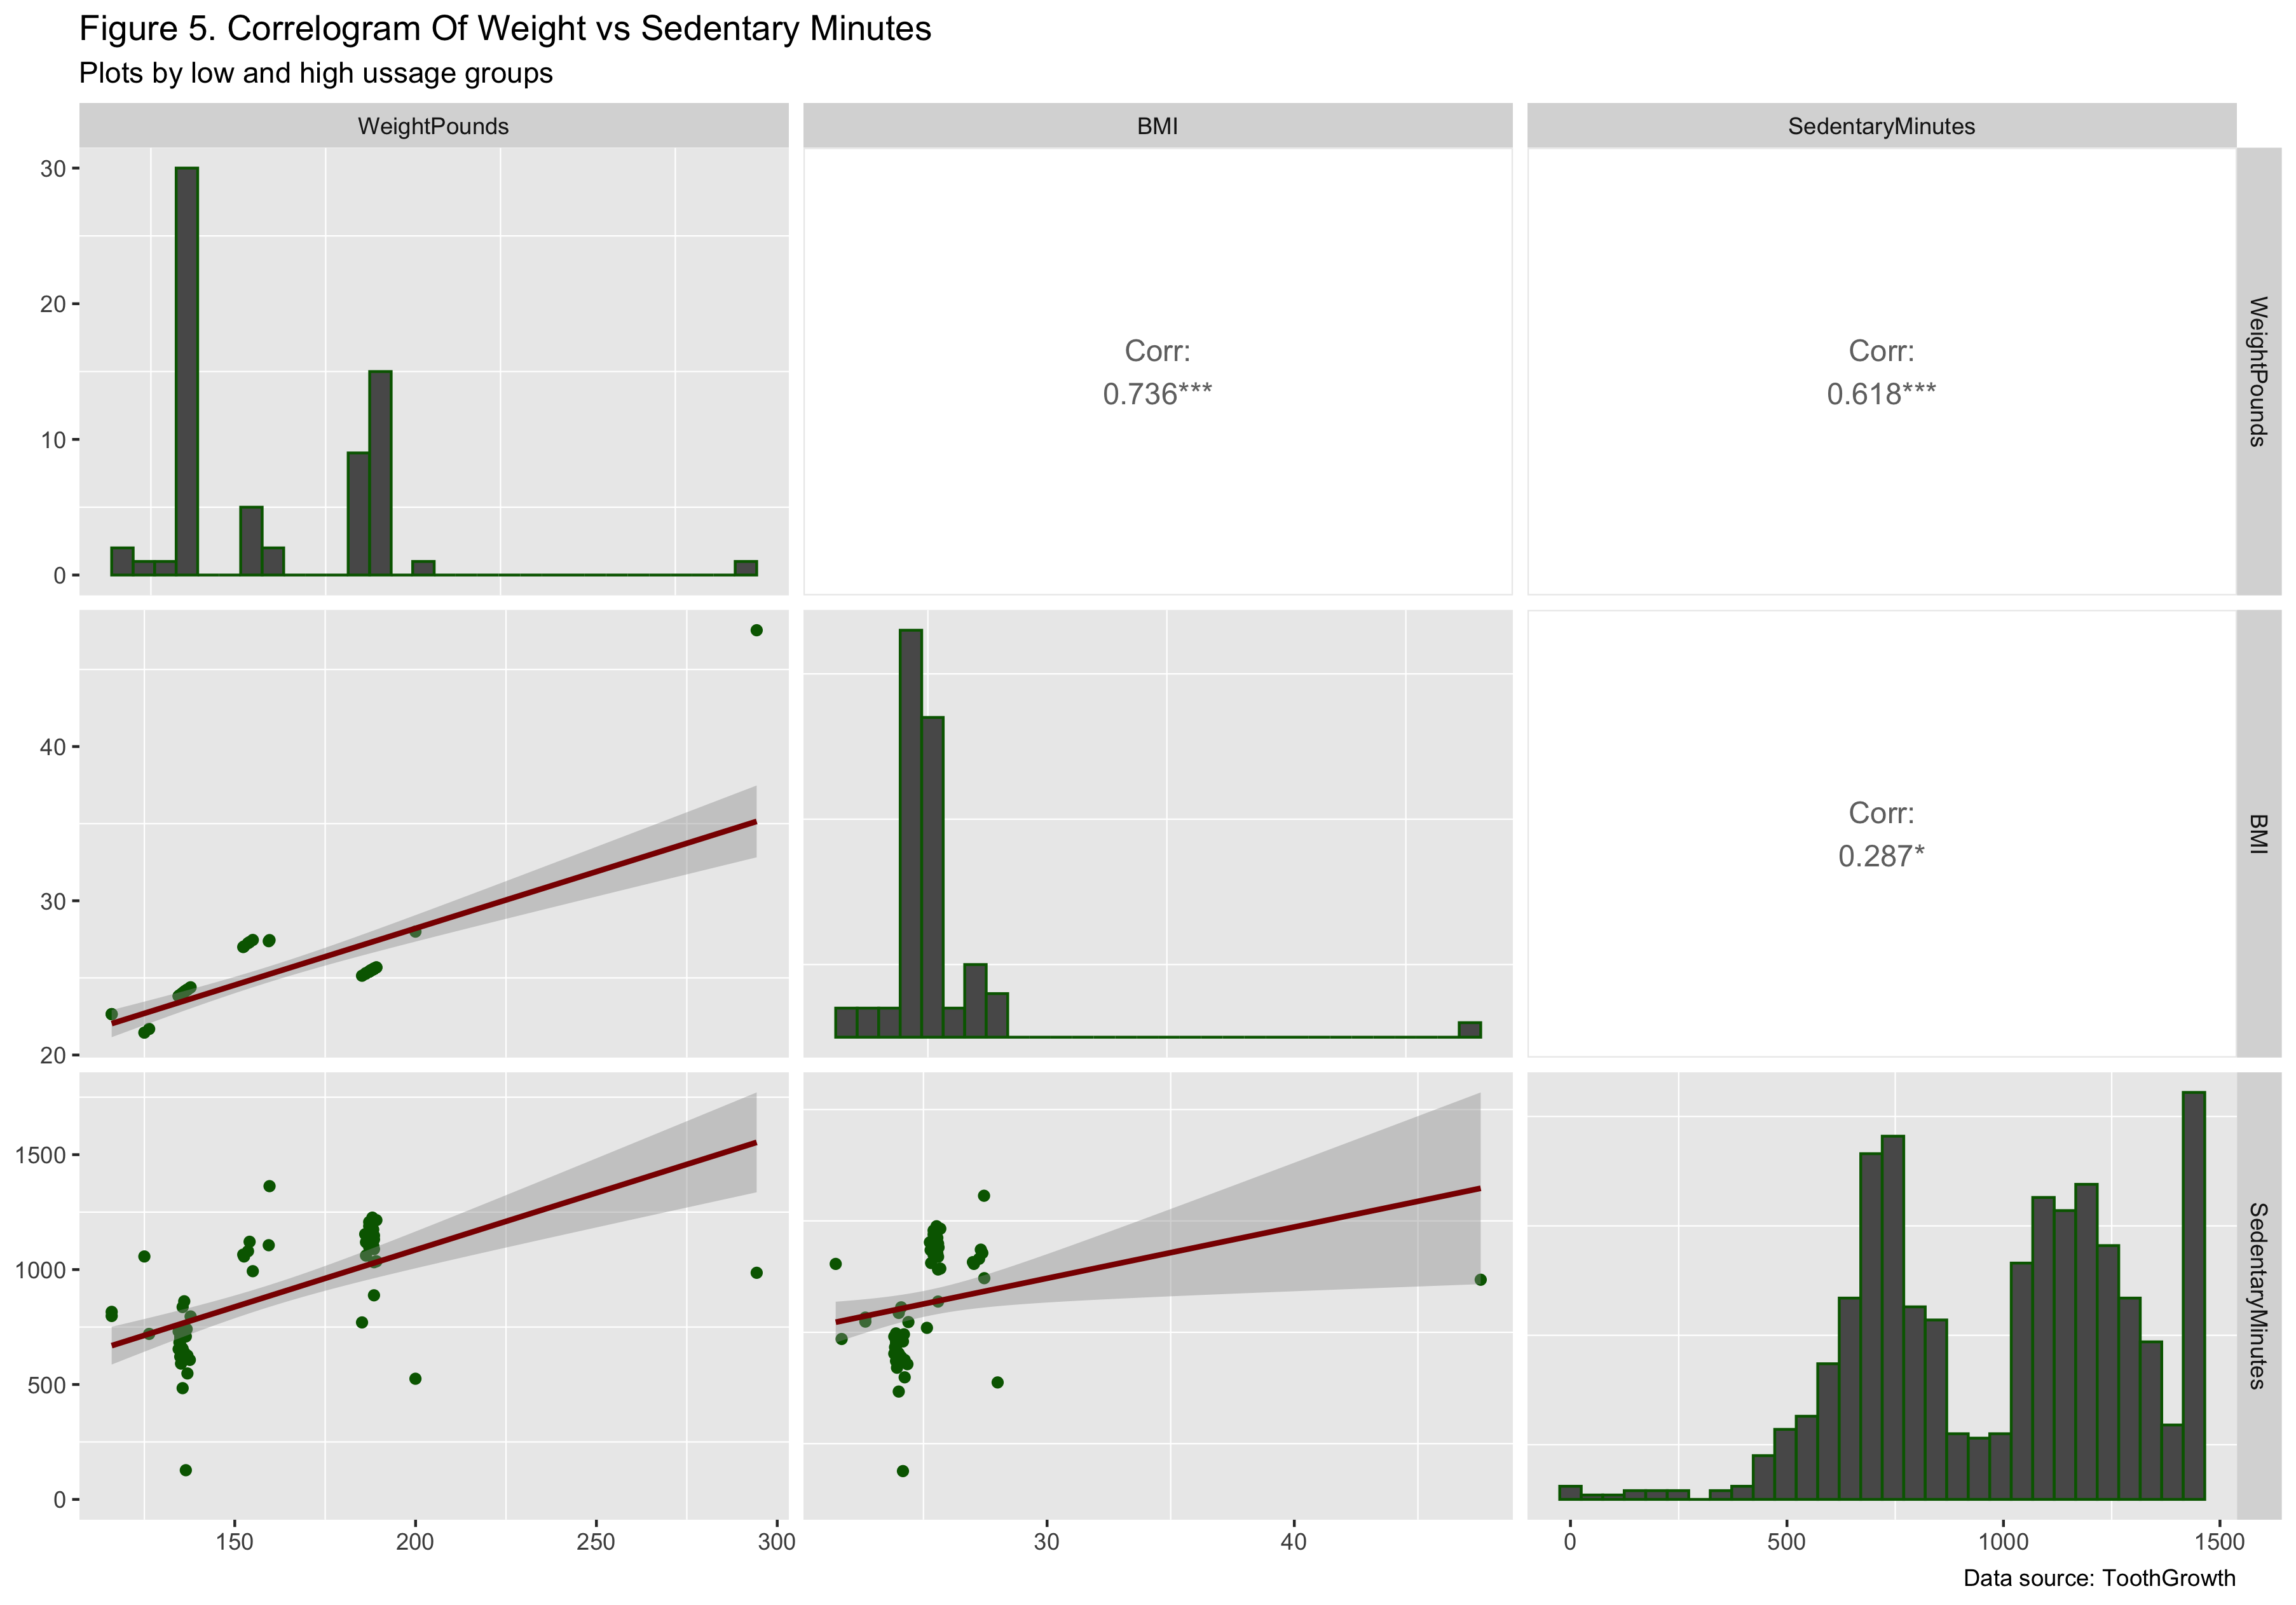 Figure 5. Correlogram Of Weight vs Sedentary Minutes
Plots by low and high ussage groups
WeightPounds
BMI
SedentaryMinutes
30
20
10
0
Corr:
0.736***
Corr:
0.618***
WeightPounds
40
30
20
Corr:
0.287*
BMI
1500
1000
500
0
SedentaryMinutes
150
200
250
300
30
40
0
500
1000
1500
Data source: ToothGrowth